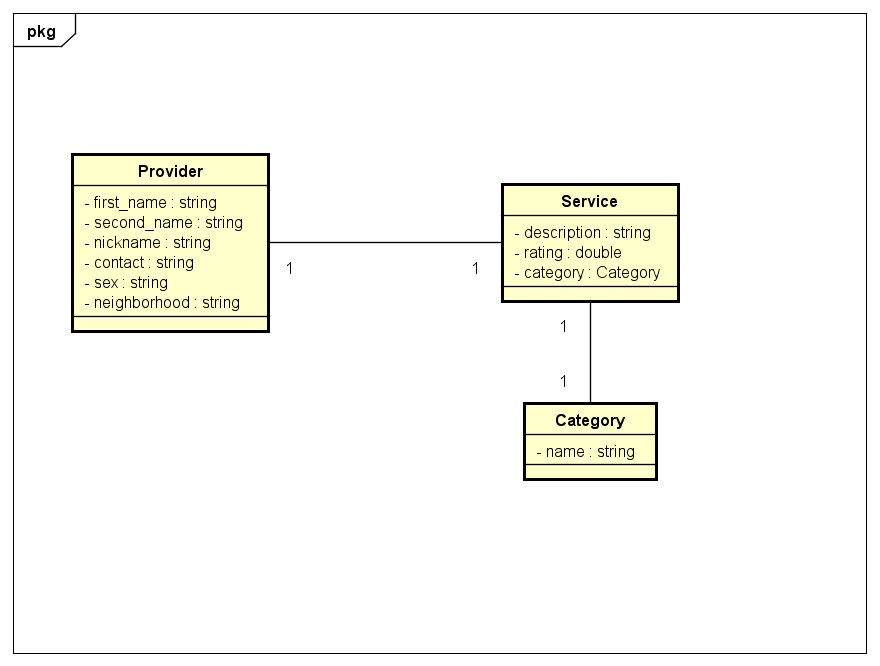 pkg
Provider
- first_name : string
- second_name : string
- nickname : string
- contact : string
- sex : string
- neighborhood : string
1
1
Service
- description : string
- rating : double
- category : Category
1
1
Category
- name : string